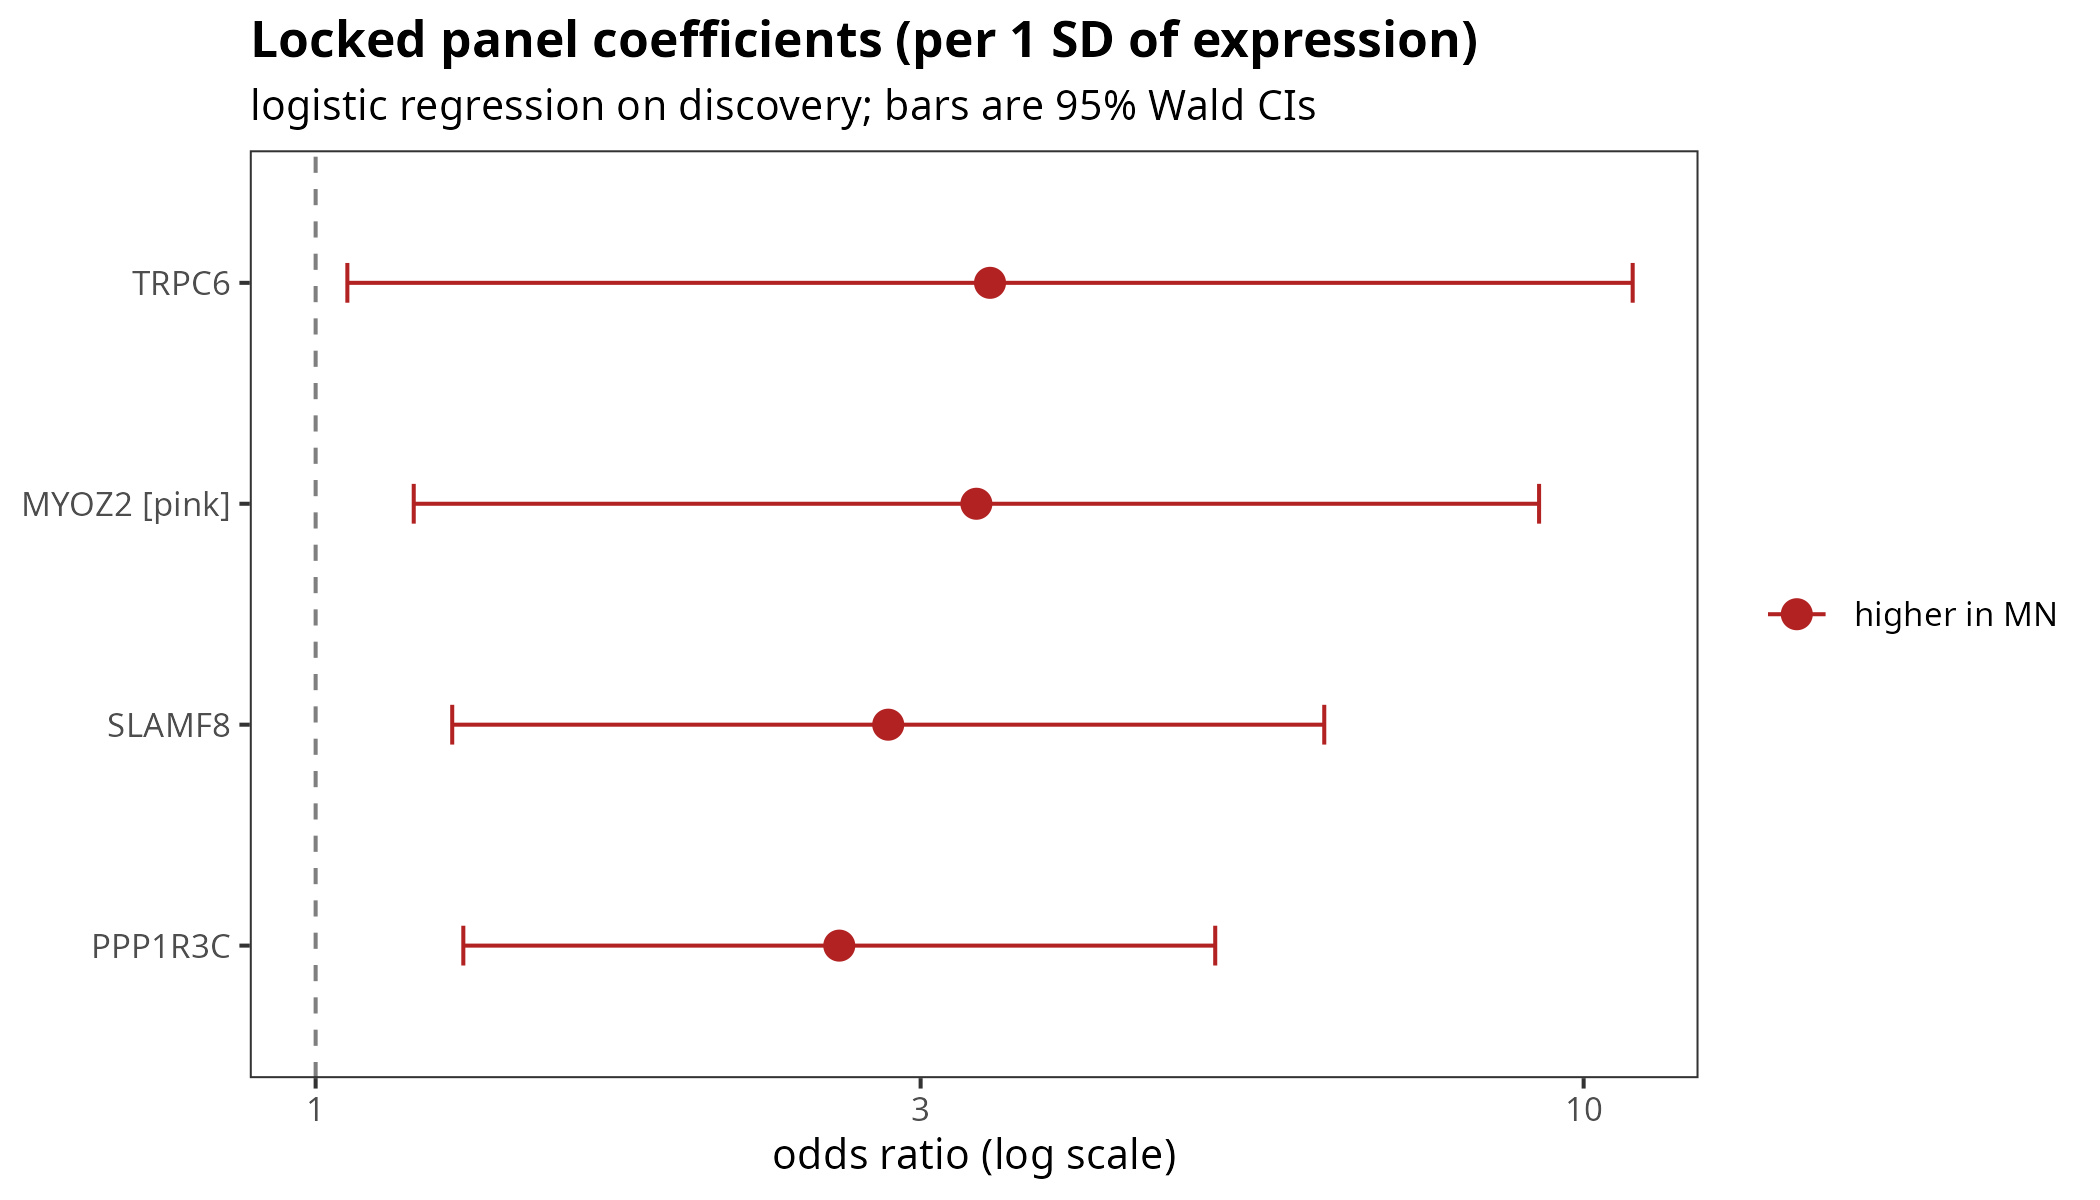 Locked panel coefficients (per 1 SD of expression)
logistic regression on discovery; bars are 95% Wald CIs
TRPC6
MYOZ2 [pink]
SLAMF8
PPP1R3C
higher in MN
1
3
10
odds ratio (log scale)